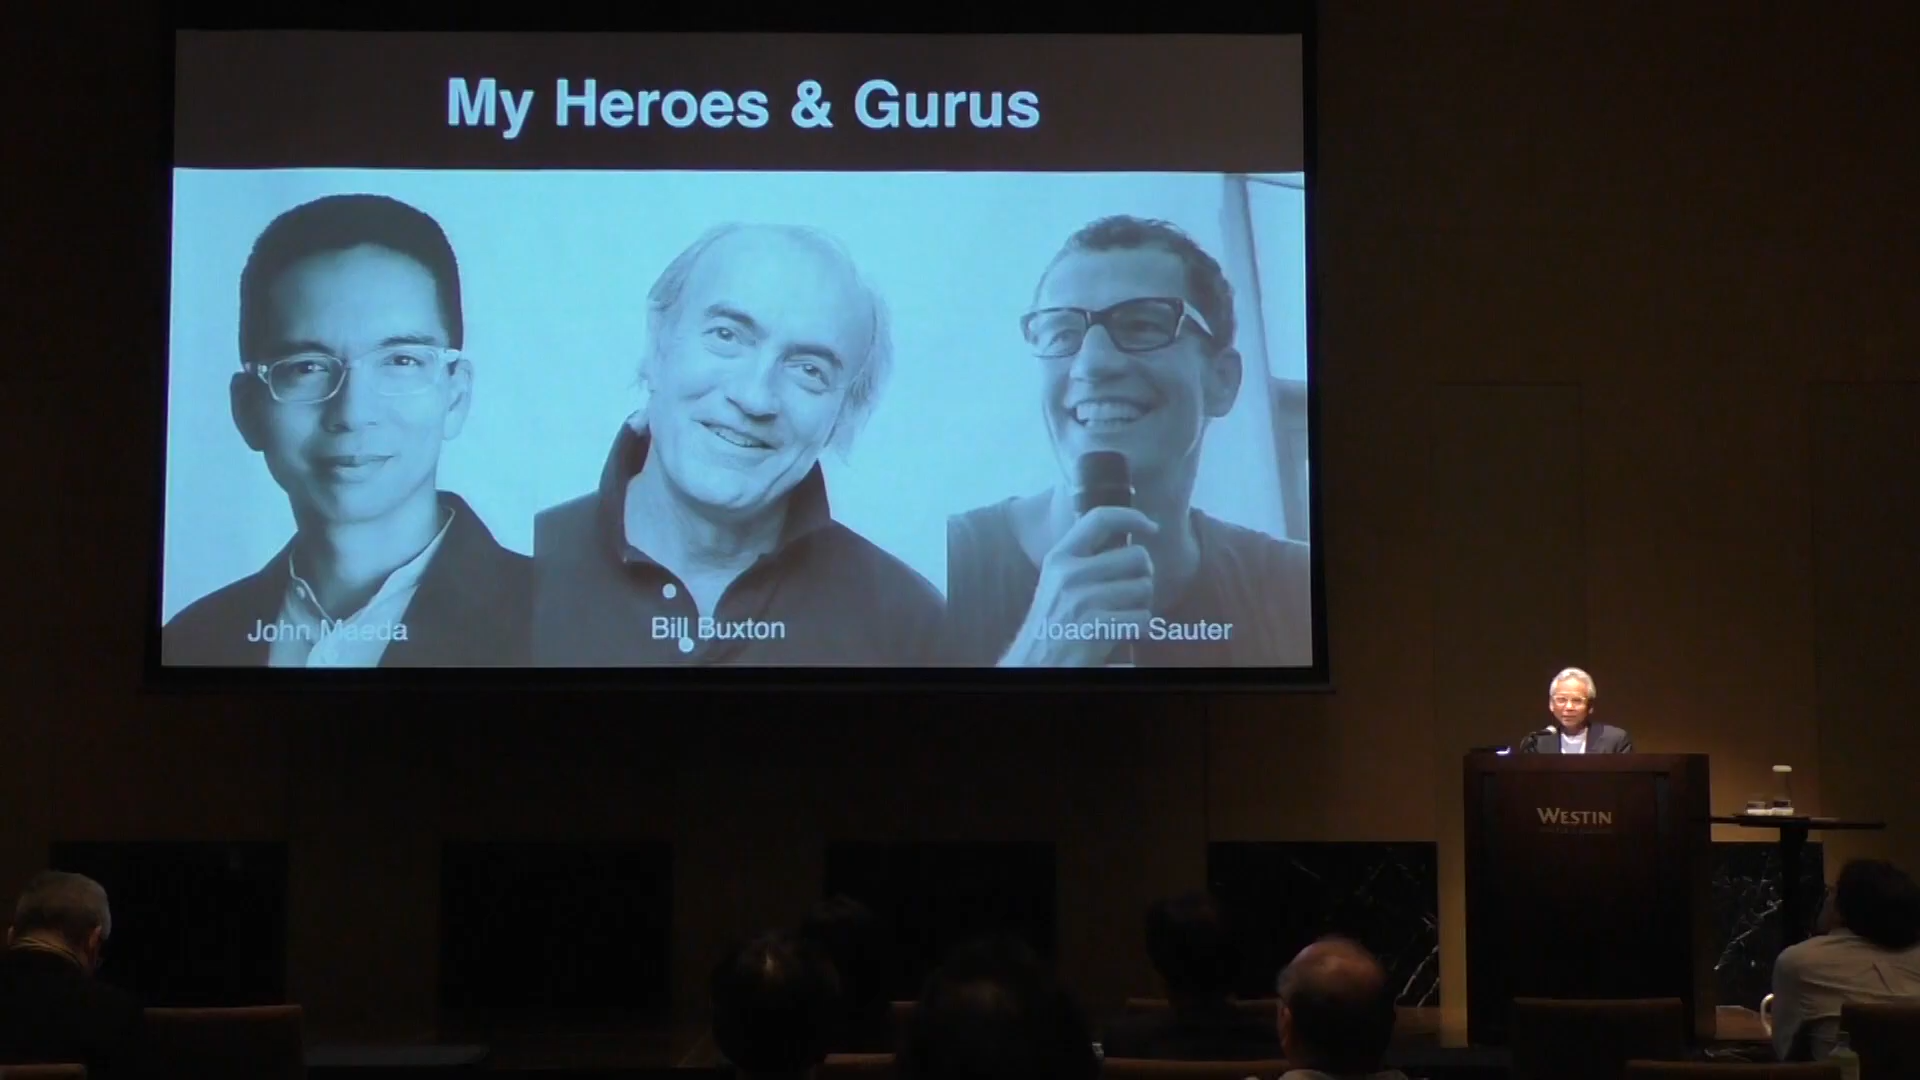 My Heroes & Gurus
John Maeda
Bill Buxton
Joachim Sauter
WESTIN